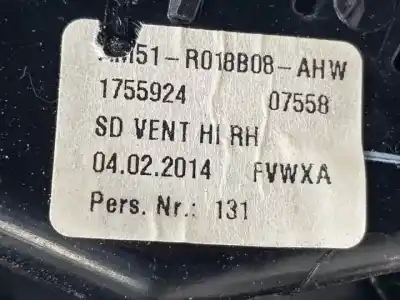 M51-R018B08-AHW
1755924 07558
SD VENT HI RH
04.02.2014 FVWXA
Pers. Nr.: 131